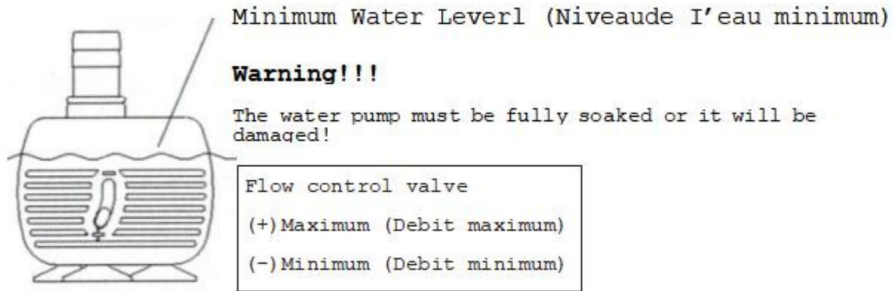 Minimum Water Leverl (Niveaude I'eau minimum)
Warning!!!
The water pump must be fully soaked or it will be
damaged!
Flow control valve
(+)Maximum (Debit maximum)
(-)Minimum (Debit minimum)